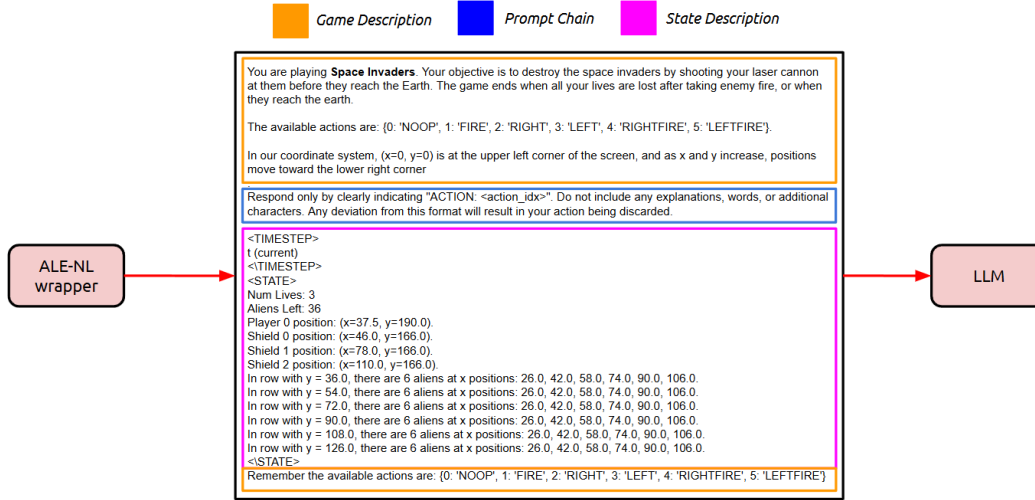 Game Description
Prompt Chain
State Description
You are playing Space Invaders. Your objective is to destroy the space invaders by shooting your laser cannon
at them before they reach the Earth. The game ends when all your lives are lost after taking enemy fire, or when
they reach the earth.
The available actions are: {0: 'NOOP', 1: 'FIRE', 2: 'RIGHT', 3: 'LEFT', 4: 'RIGHTFIRE', 5: 'LEFTFIRE'}.
In our coordinate system, (x=0, y=0) is at the upper left corner of the screen, and as x and y increase, positions
move toward the lower right corner
.
Respond only by clearly indicating "ACTION: <action_idx>". Do not include any explanations, words, or additional
characters. Any deviation from this format will result in your action being discarded.
<TIMESTEP>
t (current)
<\TIMESTEP>
<STATE>
Num Lives: 3
Aliens Left: 36
Player 0 position: (x=37.5, y=190.0).
Shield 0 position: (x=46.0, y=166.0).
Shield 1 position: (x=78.0, y=166.0).
Shield 2 position: (x=110.0, y=166.0).
In row with y = 36.0, there are 6 aliens at x positions: 26.0, 42.0, 58.0, 74.0, 90.0, 106.0.
In row with y = 54.0, there are 6 aliens at x positions: 26.0, 42.0, 58.0, 74.0, 90.0, 106.0.
In row with y = 72.0, there are 6 aliens at x positions: 26.0, 42.0, 58.0, 74.0, 90.0, 106.0.
In row with y = 90.0, there are 6 aliens at x positions: 26.0, 42.0, 58.0, 74.0, 90.0, 106.0.
In row with y = 108.0, there are 6 aliens at x positions: 26.0, 42.0, 58.0, 74.0, 90.0, 106.0.
In row with y = 126.0, there are 6 aliens at x positions: 26.0, 42.0, 58.0, 74.0, 90.0, 106.0.
<\STATE>
Remember the available actions are: {0: 'NOOP', 1: 'FIRE', 2: 'RIGHT', 3: 'LEFT', 4: 'RIGHTFIRE', 5: 'LEFTFIRE'}
ALE-NL
wrapper
LLM